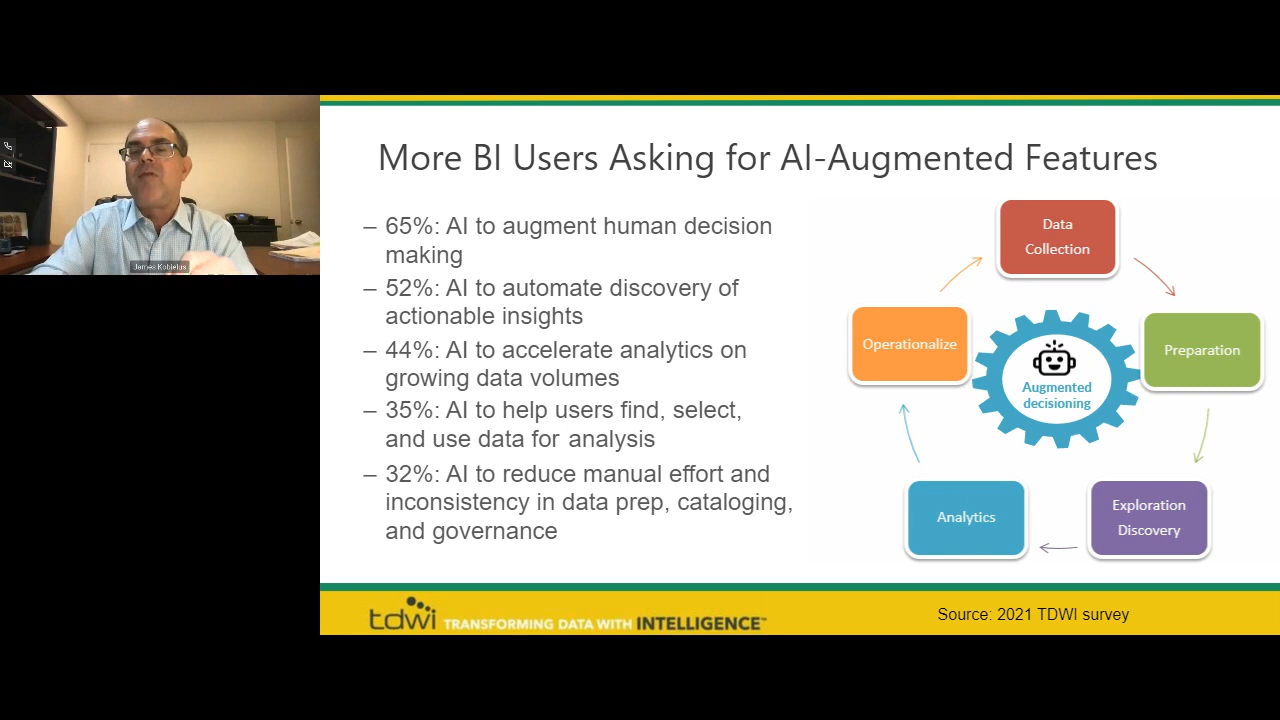 James Kobielus
More BI Users Asking for AI-Augmented Features
– 65%: AI to augment human decision
making
– 52%: AI to automate discovery of
actionable insights
– 44%: AI to accelerate analytics on
growing data volumes
– 35%: AI to help users find, select,
and use data for analysis
– 32%: AI to reduce manual effort and
inconsistency in data prep, cataloging,
and governance
Data
Collection
Preparation
Exploration
Discovery
Analytics
Operationalize
Augmented
decisioning
tdwi TRANSFORMING DATA WITH INTELLIGENCE™
Source: 2021 TDWI survey